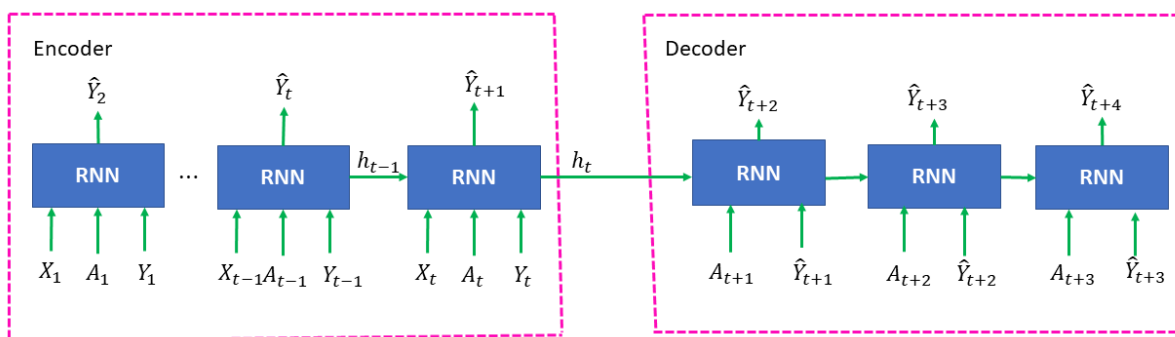 Encoder
Decoder
Ŷ₂ Ŷₜ Ŷₜ₊₁ Ŷₜ₊₂ Ŷₜ₊₃ Ŷₜ₊₄
RNN ... RNN hₜ₋₁ RNN hₜ RNN RNN RNN
X₁ A₁ Y₁ Xₜ₋₁ Aₜ₋₁ Yₜ₋₁ Xₜ Aₜ Yₜ Aₜ₊₁ Ŷₜ₊₁ Aₜ₊₂ Ŷₜ₊₂ Aₜ₊₃ Ŷₜ₊₃